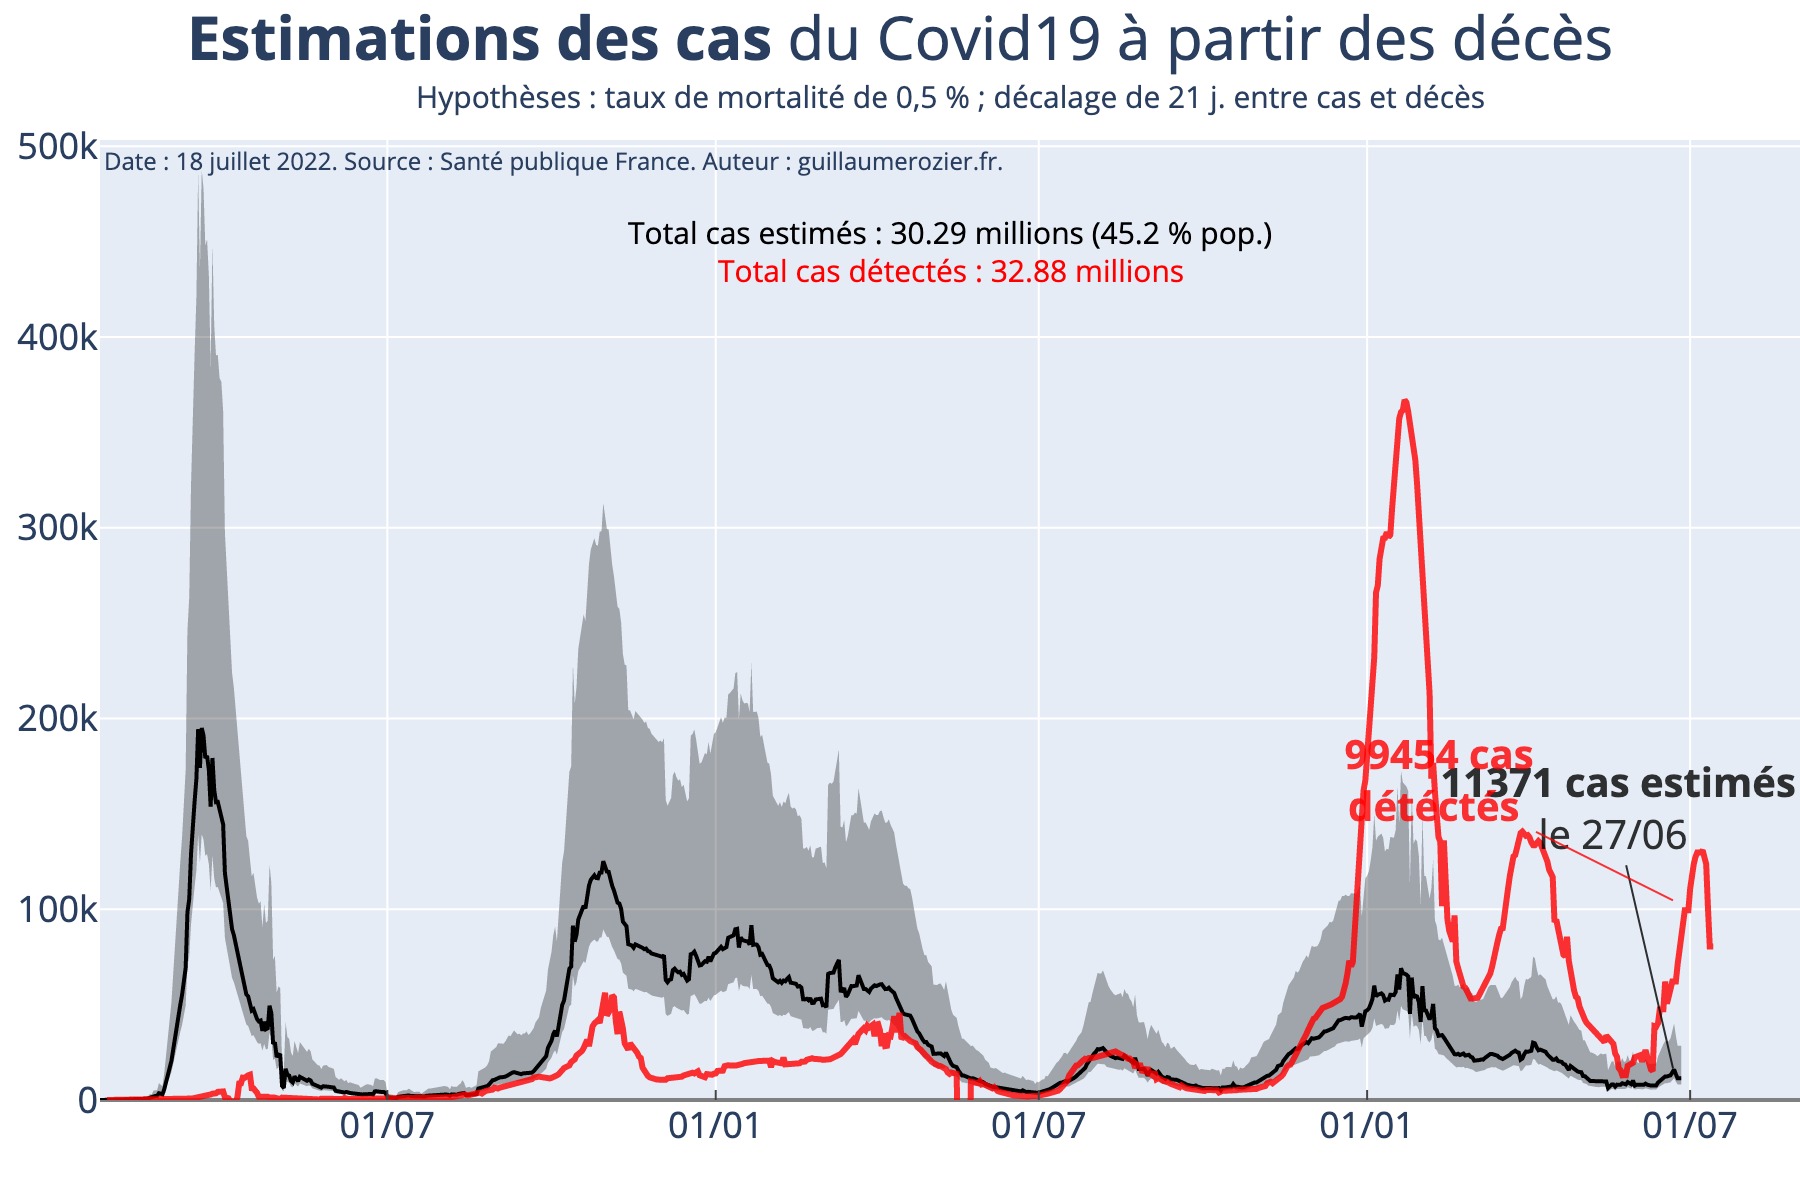 Estimations des cas du Covid19 à partir des décès
Hypothèses : taux de mortalité de 0,5 % ; décalage de 21 j. entre cas et décès
500k
Date : 18 juillet 2022. Source : Santé publique France. Auteur : guillaumerozier.fr.
Total cas estimés : 30.29 millions (45.2 % pop.)
Total cas détectés : 32.88 millions
400k
300k
200k
99454 cas
détéctés
11371 cas estimés
le 27/06
100k
0
01/07
01/01
01/07
01/01
01/07